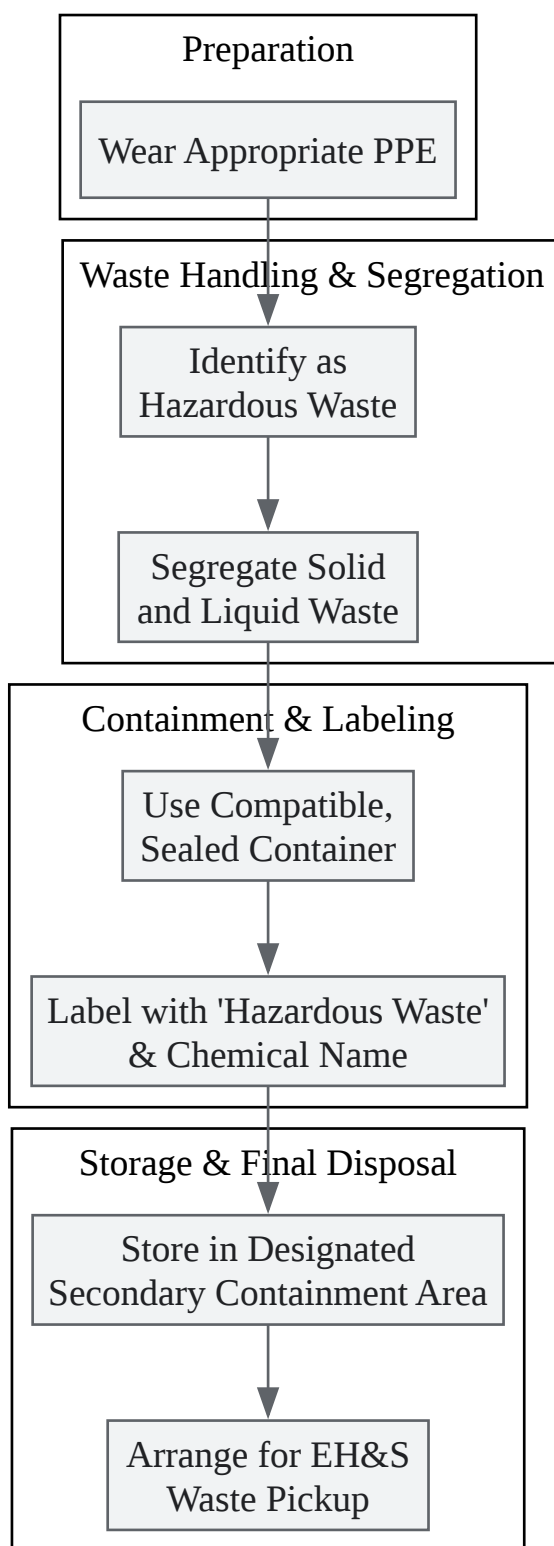 Preparation
Wear Appropriate PPE
Waste Handling & Segregation
Identify as
Hazardous Waste
Segregate Solid
and Liquid Waste
Containment & Labeling
Use Compatible,
Sealed Container
Label with 'Hazardous Waste'
& Chemical Name
Storage & Final Disposal
Store in Designated
Secondary Containment Area
Arrange for EH&S
Waste Pickup